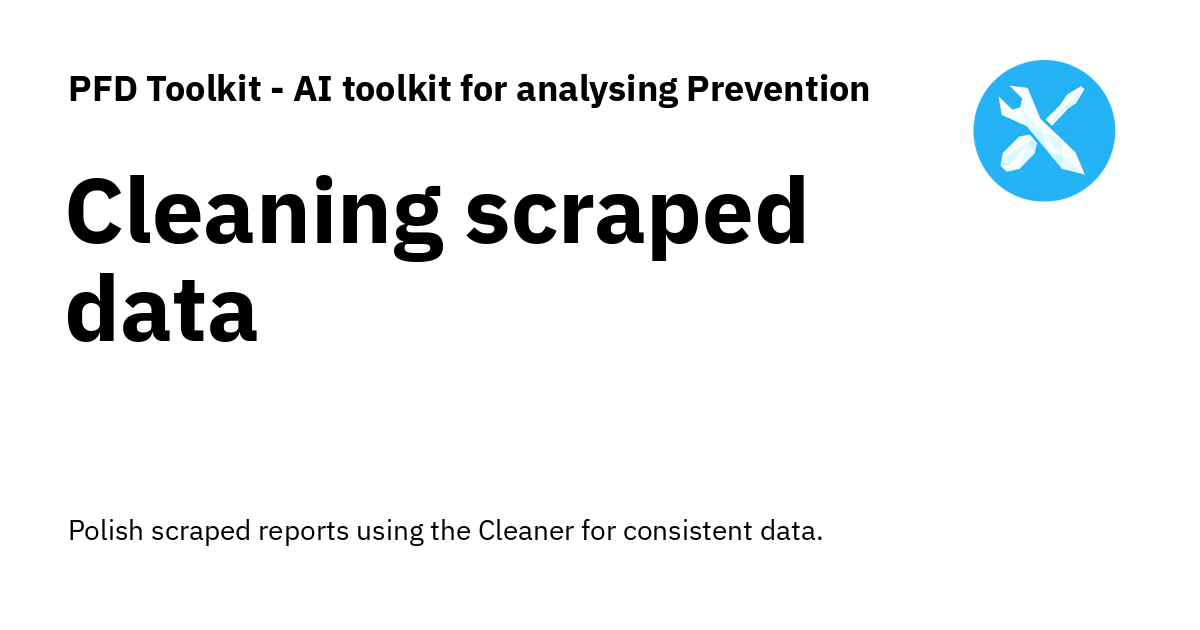 PFD Toolkit - AI toolkit for analysing Prevention
Cleaning scraped
data
Polish scraped reports using the Cleaner for consistent data.